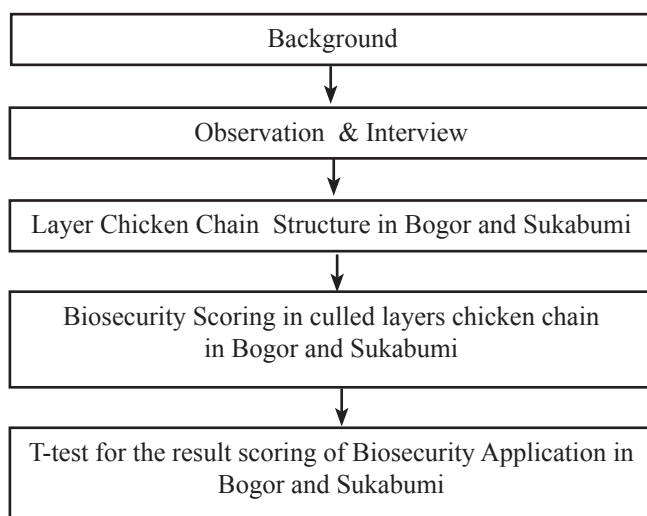 Background
Observation & Interview
Layer Chicken Chain Structure in Bogor and Sukabumi
Biosecurity Scoring in culled layers chicken chain
in Bogor and Sukabumi
T-test for the result scoring of Biosecurity Application in
Bogor and Sukabumi